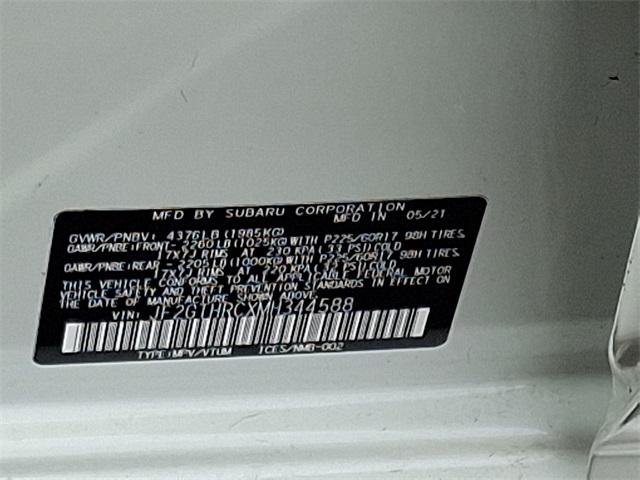 MFD BY SUBARU CORPORATION
MFD IN 05/21
GVWR/PNBV: 4376LB (1985KG)
GAWR/PNBE:FRONT- 2260LB(1025KG)WITH P225/60R17 98H TIRES
17X7J RIMS AT 230 KPA(33 PSI)COLD
GAWR/PNBE:REAR - 2205LB(1000KG)WITH P225/60R17 98H TIRES
17X7J RIMS AT 220 KPA PSI)COLD
THIS VEHICLE CONFORMS TO ALL APPLICABLE FEDERAL MOTOR
VEHICLE SAFETY AND STANDARDS IN EFFECT ON
THE DATE OF MANUFACTURE SHOWN ABOVE
VIN: JF2GTHRCXMH344588
TYPE:MPV/VTUM ICES/NMB-002